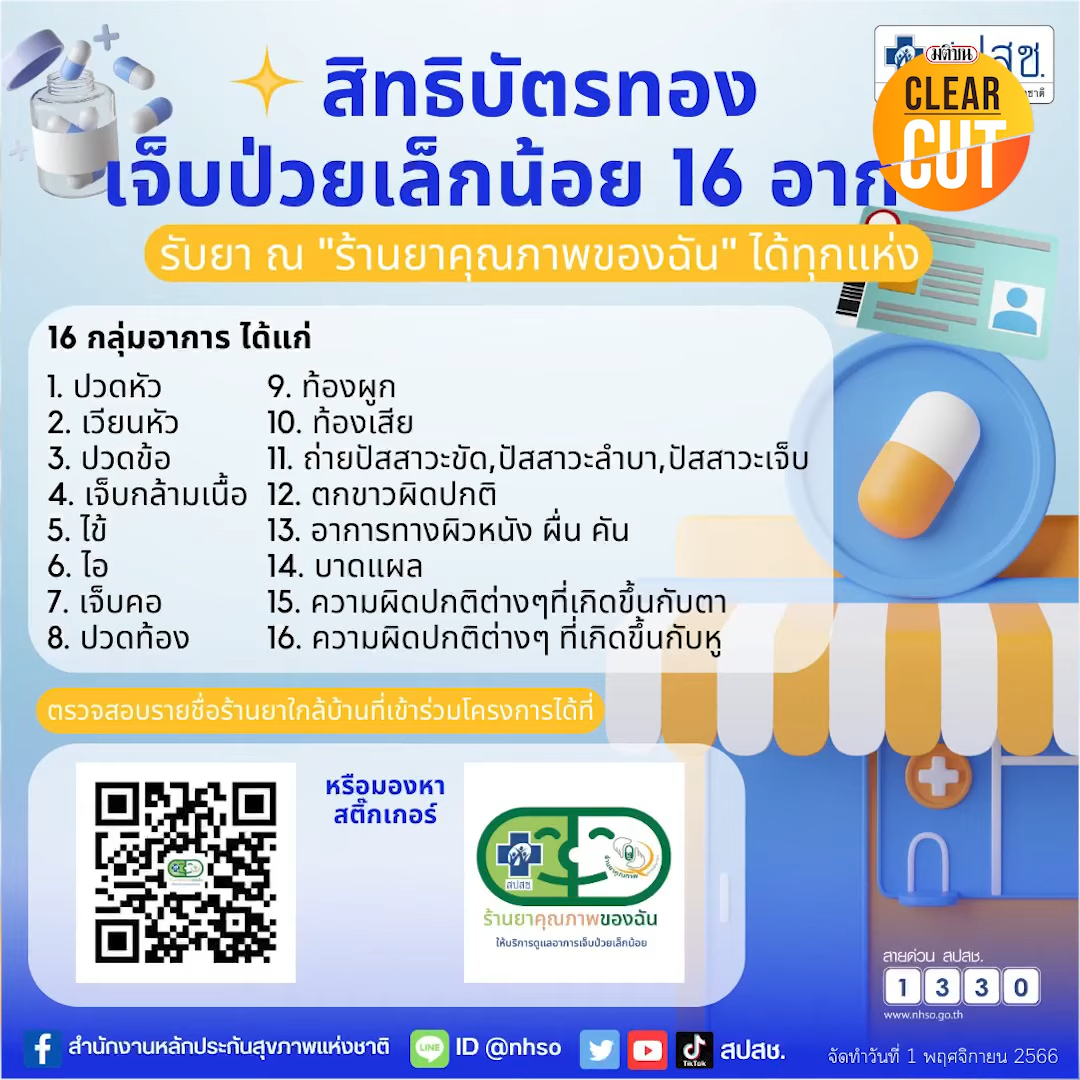 สิทธิบัตรทอง
มติชน
สปสช.
CLEAR
CUT
เจ็บป่วยเล็กน้อย 16 อาก
รับยา ณ "ร้านยาคุณภาพของฉัน" ได้ทุกแห่ง
16 กลุ่มอาการ ได้แก่
1. ปวดหัว
2. เวียนหัว
3. ปวดข้อ
4. เจ็บกล้ามเนื้อ
5. ไข้
6. ไอ
7. เจ็บคอ
8. ปวดท้อง
9. ท้องผูก
10. ท้องเสีย
11. ถ่ายปัสสาวะขัด,ปัสสาวะลำบา,ปัสสาวะเจ็บ
12. ตกขาวผิดปกติ
13. อาการทางผิวหนัง ผื่น คัน
14. บาดแผล
15. ความผิดปกติต่างๆที่เกิดขึ้นกับตา
16. ความผิดปกติต่างๆ ที่เกิดขึ้นกับหู
ตรวจสอบรายชื่อร้านยาใกล้บ้านที่เข้าร่วมโครงการได้ที่
หรือมองหา
สติ๊กเกอร์
สปสช
ร้านยาคุณภาพ
ร้านยาคุณภาพของฉัน
ให้บริการดูแลอาการเจ็บป่วยเล็กน้อย
สายด่วน สปสช.
1 3 3 0
www.nhso.go.th
สำนักงานหลักประกันสุขภาพแห่งชาติ
LINE
ID @nhso
TikTok
สปสช.
จัดทำวันที่ 1 พฤศจิกายน 2566